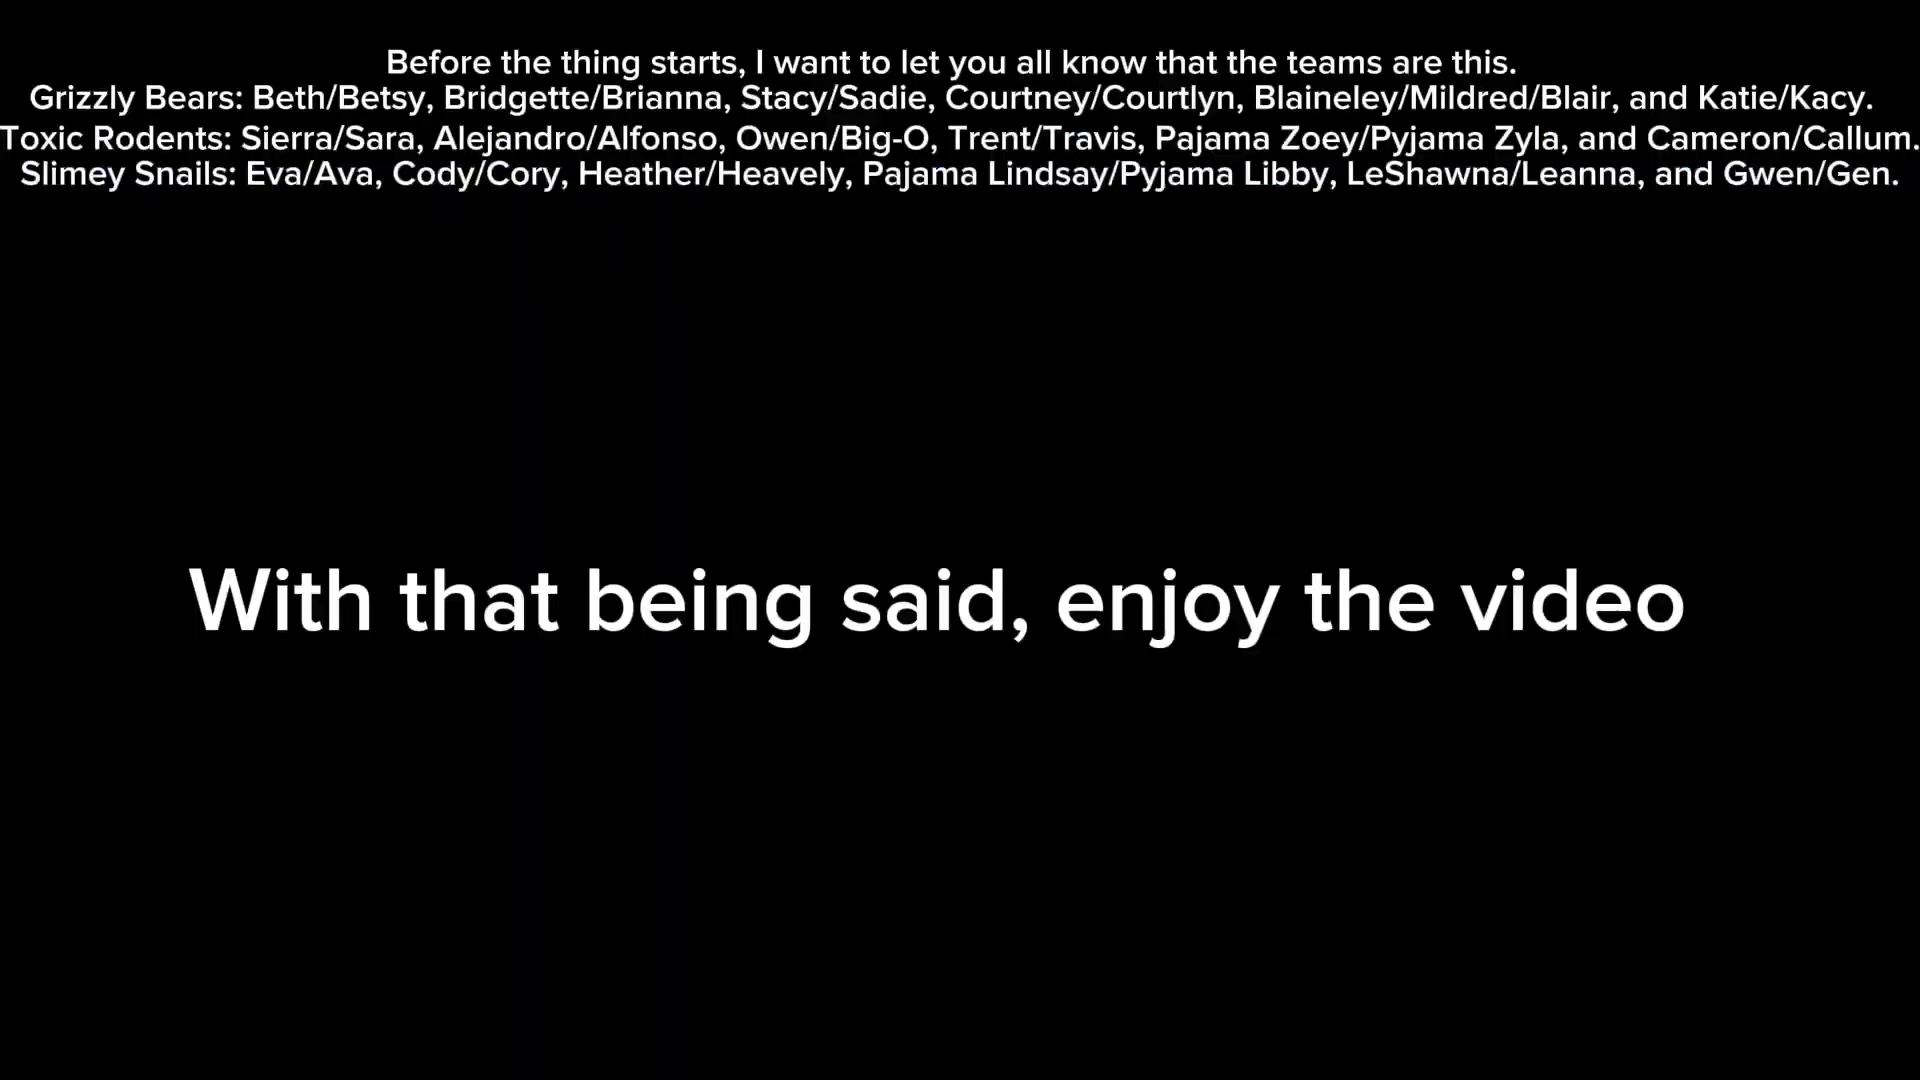 Before the thing starts, I want to let you all know that the teams are this.
Grizzly Bears: Beth/Betsy, Bridgette/Brianna, Stacy/Sadie, Courtney/Courtlyn, Blaineley/Mildred/Blair, and Katie/Kacy.
Toxic Rodents: Sierra/Sara, Alejandro/Alfonso, Owen/Big-O, Trent/Travis, Pajama Zoey/Pyjama Zyla, and Cameron/Callum.
Slimey Snails: Eva/Ava, Cody/Cory, Heather/Heavely, Pajama Lindsay/Pyjama Libby, LeShawna/Leanna, and Gwen/Gen.
With that being said, enjoy the video